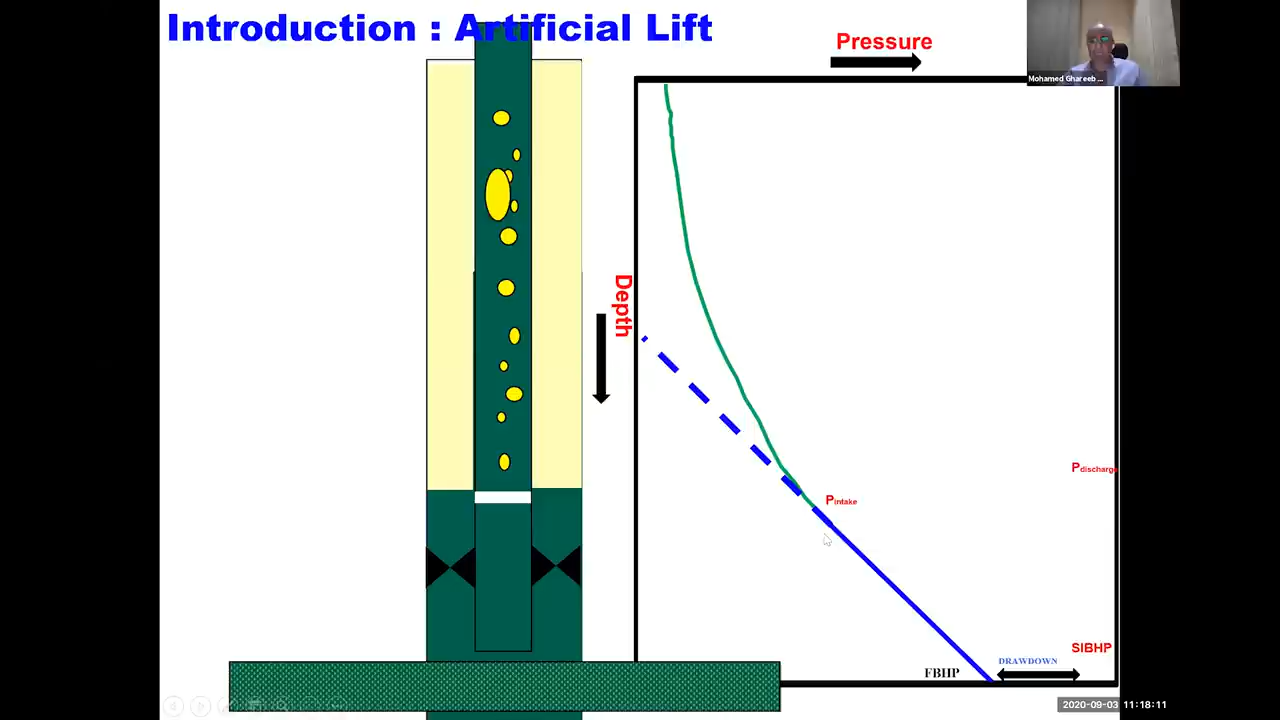 Introduction : Artificial Lift
Pressure
Mohamed Ghareeb ...
Depth
Pdischarge
Pintake
SIBHP
DRAWDOWN
FBHP
2020-09-03 11:18:11